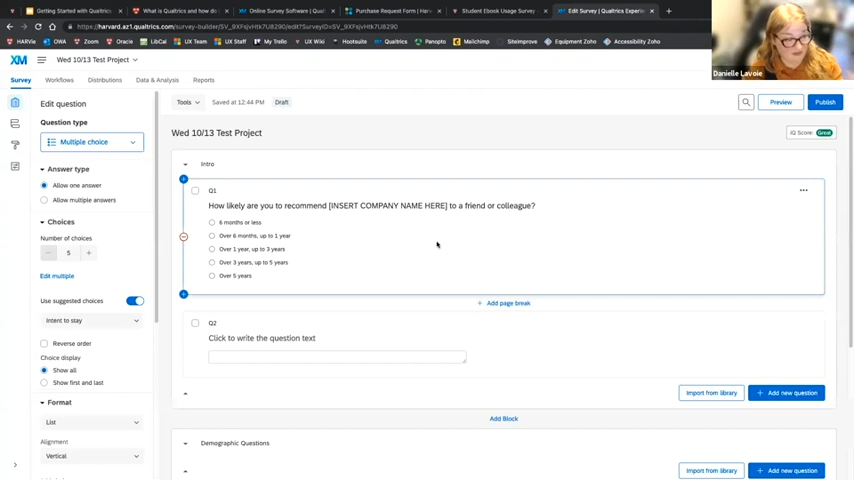 Getting Started with Qualtrics
What is Qualtrics and how do
Online Survey Software | Qual
Purchase Request Form | Harv
Student Ebook Usage Survey
Edit Survey | Qualtrics Experien
harvard.az1.qualtrics.com/survey-builder/SV_9XFsjvHtk7U8290/edit?SurveyID=SV_9XFsjvHtk7U8290
HARVie
OWA
Zoom
Oracle
LibCal
UX Team
UX Staff
My Trello
UX Wiki
Hootsuite
Qualtrics
Panopto
Mailchimp
Siteimprove
Equipment Zoho
Accessibility Zoho
Danielle Lavoie
XM
Wed 10/13 Test Project
Survey
Workflows
Distributions
Data & Analysis
Reports
Edit question
Question type
Multiple choice
Answer type
Allow one answer
Allow multiple answers
Choices
Number of choices
5
Edit multiple
Use suggested choices
Intent to stay
Reverse order
Choice display
Show all
Show first and last
Format
List
Alignment
Vertical
Tools
Saved at 12:44 PM
Draft
Preview
Publish
Wed 10/13 Test Project
iQ Score: Great
Intro
Q1
How likely are you to recommend [INSERT COMPANY NAME HERE] to a friend or colleague?
6 months or less
Over 6 months, up to 1 year
Over 1 year, up to 3 years
Over 3 years, up to 5 years
Over 5 years
Add page break
Q2
Click to write the question text
Import from library
Add new question
Add Block
Demographic Questions
Import from library
Add new question